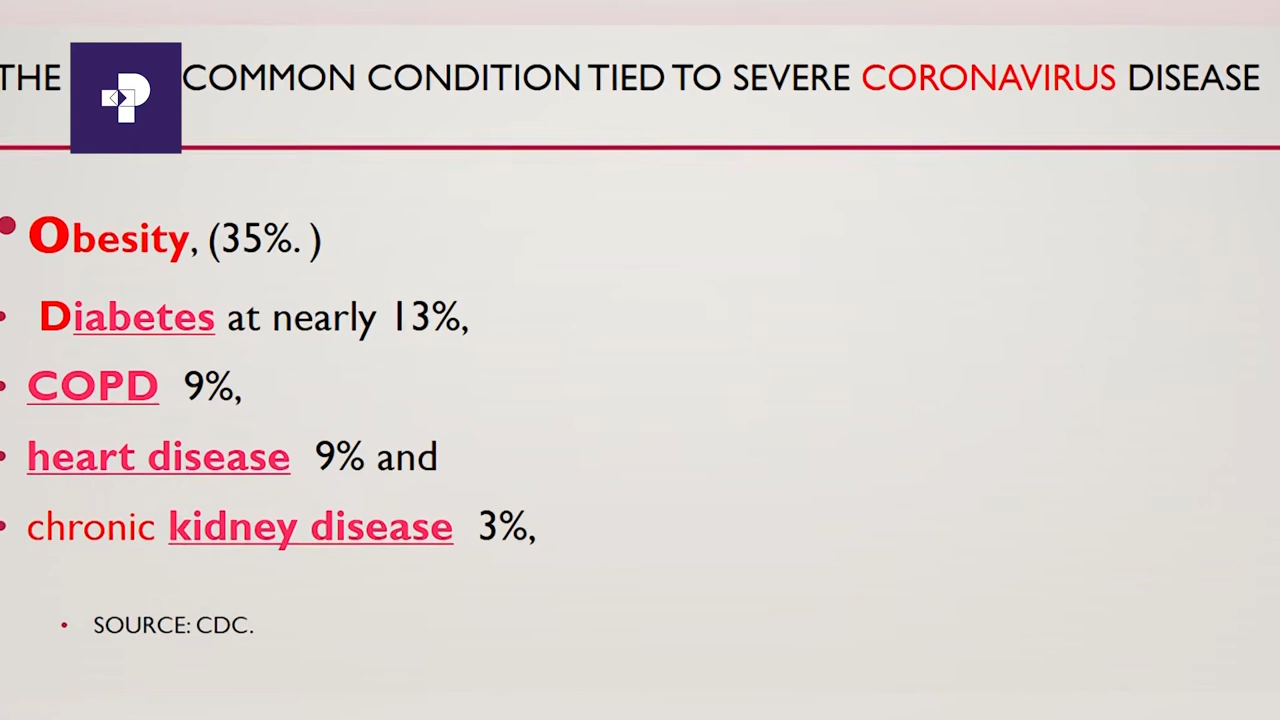 THE COMMON CONDITION TIED TO SEVERE CORONAVIRUS DISEASE
Obesity, (35%. )
Diabetes at nearly 13%,
COPD 9%,
heart disease 9% and
chronic kidney disease 3%,
SOURCE: CDC.